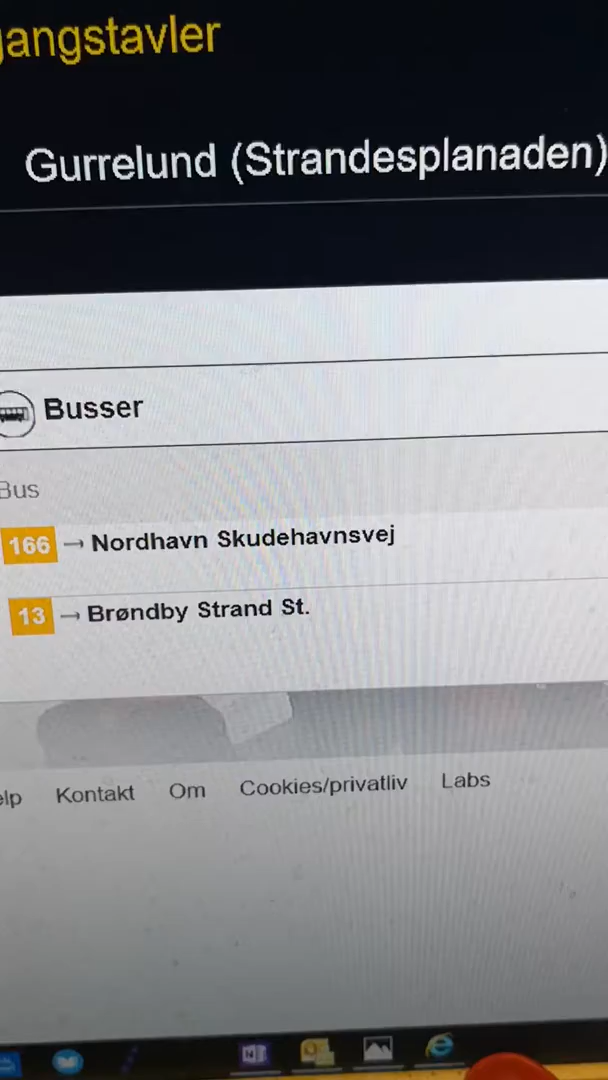 gangstavler
Gurrelund (Strandesplanaden)
Busser
Bus
166 → Nordhavn Skudehavnsvej
13 → Brøndby Strand St.
elp Kontakt Om Cookies/privatliv Labs